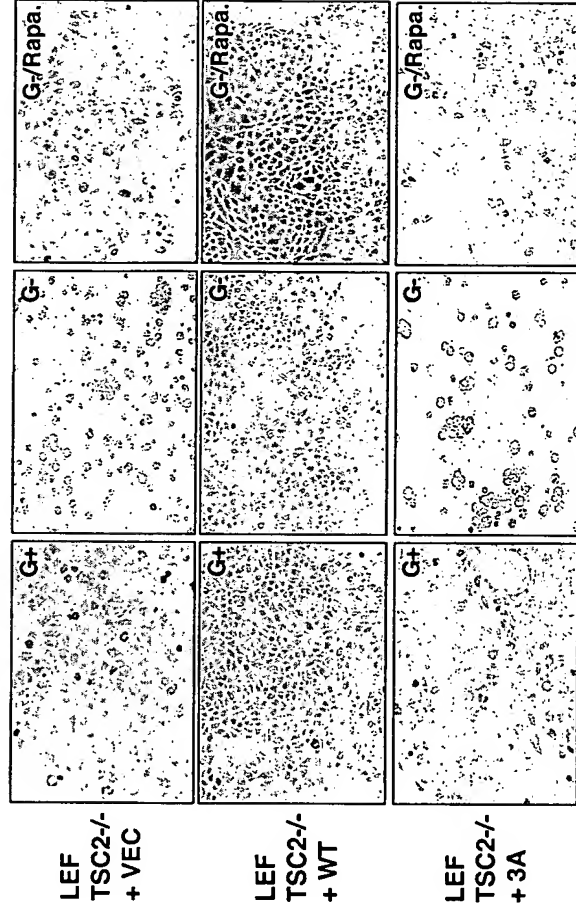 LEF
TSC2-/-
+ VEC
G+
G-
G-/Rapa.
LEF
TSC2-/-
+ WT
G+
G-
G-/Rapa.
LEF
TSC2-/-
+ 3A
G+
G-
G-/Rapa.